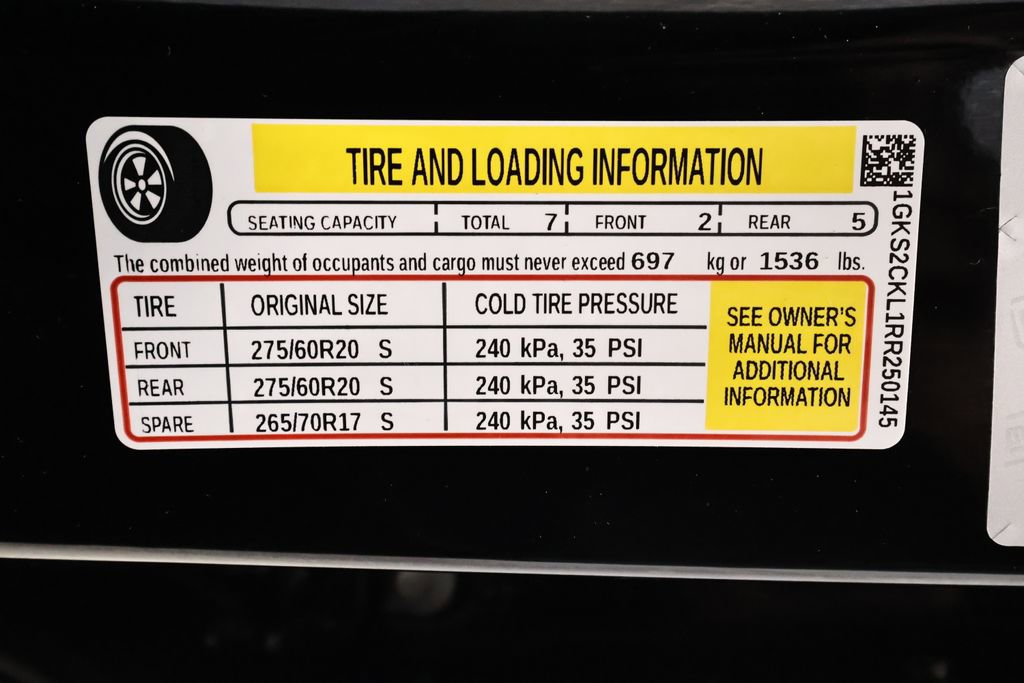 TIRE AND LOADING INFORMATION
SEATING CAPACITY TOTAL 7 FRONT 2 REAR 5
The combined weight of occupants and cargo must never exceed 697 kg or 1536 lbs.
TIRE ORIGINAL SIZE COLD TIRE PRESSURE
FRONT 275/60R20 S 240 kPa, 35 PSI
REAR 275/60R20 S 240 kPa, 35 PSI
SPARE 265/70R17 S 240 kPa, 35 PSI
SEE OWNER'S
MANUAL FOR
ADDITIONAL
INFORMATION
1GKS2CKL1RR250145